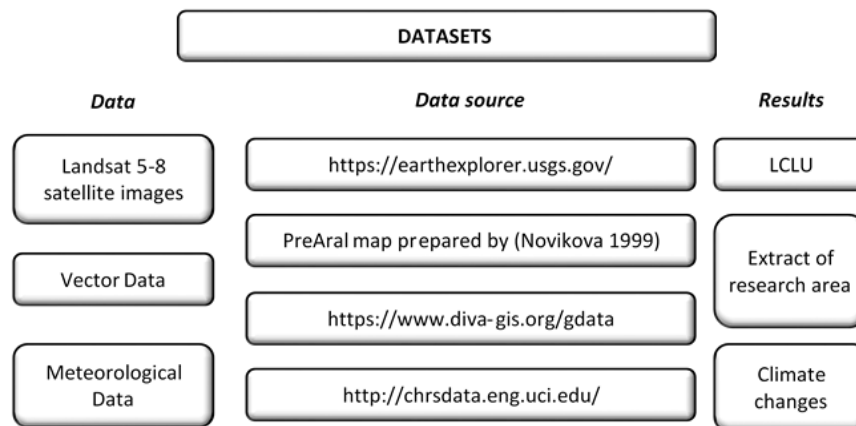 DATASETS
Data
Data source
Results
Landsat 5-8
satellite images
https://earthexplorer.usgs.gov/
LCLU
PreAral map prepared by (Novikova 1999)
Extract of
research area
Vector Data
https://www.diva-gis.org/gdata
Meteorological
Data
http://chrsdata.eng.uci.edu/
Climate
changes